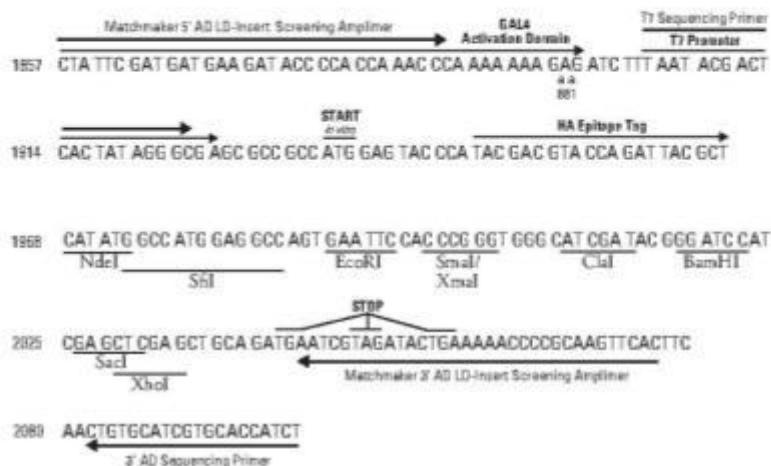 T7 Sequencing Primer
Matchmaker 5' AD LD-Insert Screening Amplimer
GAL4
Activation Domain
T7 Promoter
1857 CTA TTC GAT GAT GAA GAT ACC CCA CCA AAC CCA AAA AAA GAG ATC TTT AAT ACG ACT
a.a.
881
START
in vitro
HA Epitope Tag
1914 CAC TAT AGG GCG AGC GCC GCC ATG GAG TAC CCA TAC GAC GTA CCA GAT TAC GCT
1968 CAT ATG GCC ATG GAG GCC AGT GAA TTC CAC CCG GGT GGG CAT CGA TAC GGG ATC CAT
NdeI EcoRI SmaI/ ClaI BamHI
SfiI XmaI
STOP
2025 CGA GCT CGA GCT GCA GATGAATCGTAGATACTGAAAAACCCCGCAAGTTCACTTC
SacI
XhoI
Matchmaker 3' AD LD-Insert Screening Amplimer
AACTGTGCATCGTGCACCATCT
3' AD Sequencing Primer